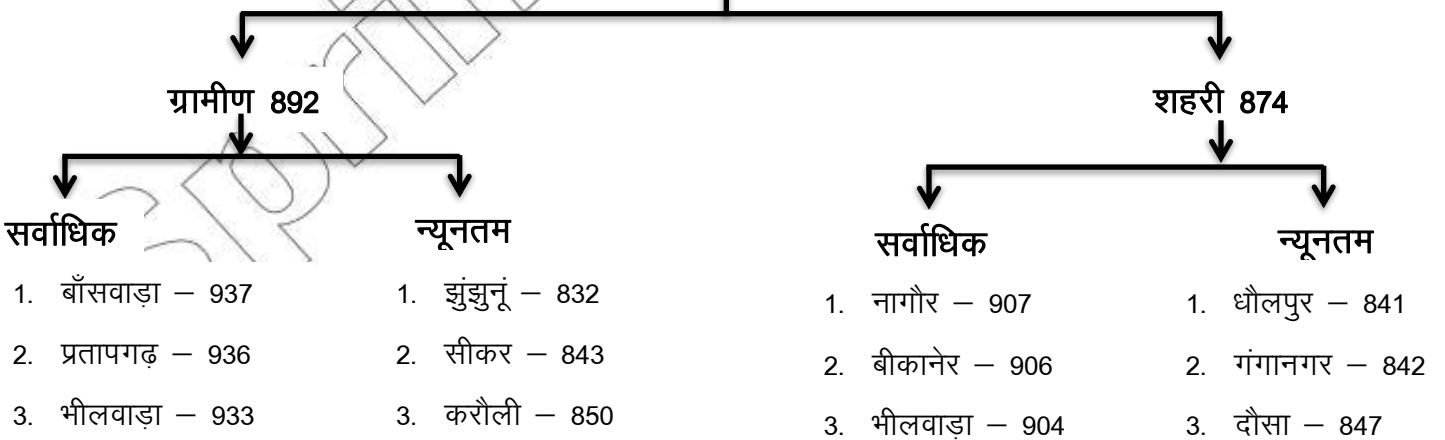 ग्रामीण 892
शहरी 874
सर्वाधिक
न्यूनतम
सर्वाधिक
न्यूनतम
1. बाँसवाड़ा – 937
2. प्रतापगढ़ – 936
3. भीलवाड़ा – 933
1. झुंझुनूं – 832
2. सीकर – 843
3. करौली – 850
1. नागौर – 907
2. बीकानेर – 906
3. भीलवाड़ा – 904
1. धौलपुर – 841
2. गंगानगर – 842
3. दौसा – 847